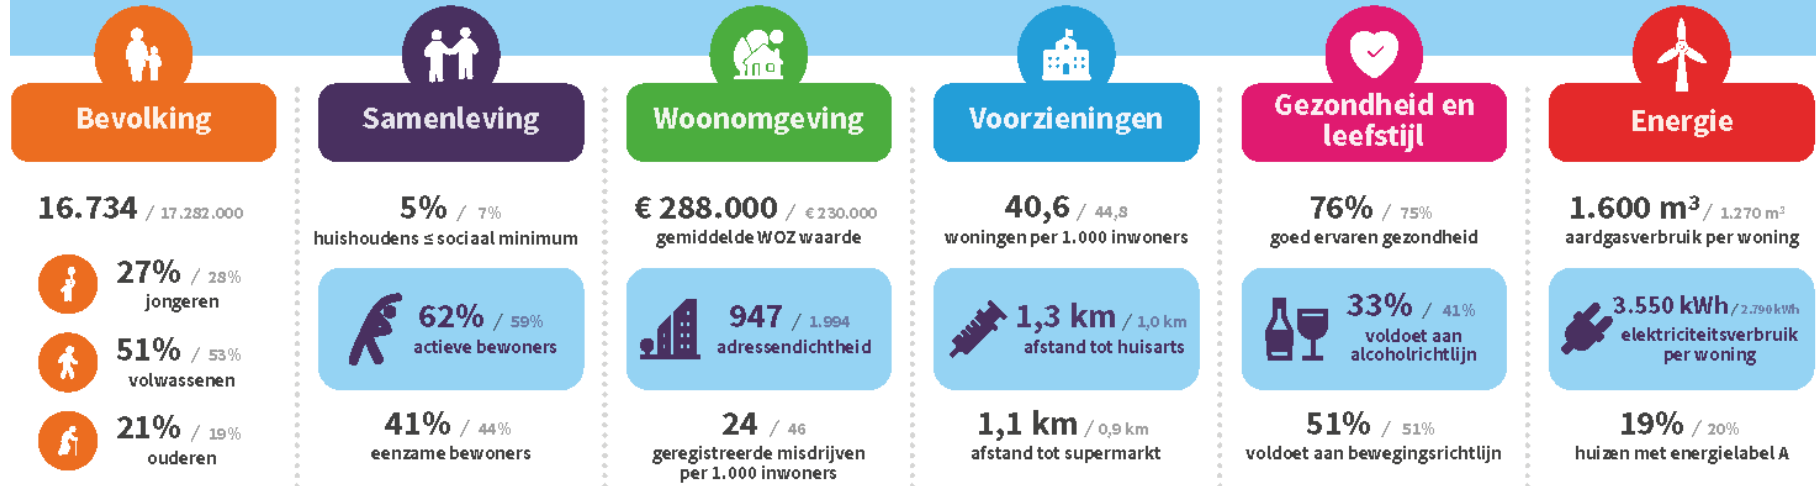 Bevolking
16.734 / 17.282.000
27% / 28%
jongeren
51% / 53%
volwassenen
21% / 19%
ouderen
Samenleving
5% / 7%
huishoudens ≤ sociaal minimum
62% / 59%
actieve bewoners
41% / 44%
eenzame bewoners
Woonomgeving
€ 288.000 / € 230.000
gemiddelde WOZ waarde
947 / 1.994
adressendichtheid
24 / 46
geregistreerde misdrijven
per 1.000 inwoners
Voorzieningen
40,6 / 44,8
woningen per 1.000 inwoners
1,3 km / 1,0 km
afstand tot huisarts
1,1 km / 0,9 km
afstand tot supermarkt
Gezondheid en
leefstijl
76% / 75%
goed ervaren gezondheid
33% / 41%
voldoet aan
alcoholrichtlijn
51% / 51%
voldoet aan bewegingsrichtlijn
Energie
1.600 m³ / 1.270 m³
aardgasverbruik per woning
3.550 kWh / 2.790 kWh
elektriciteitsverbruik
per woning
19% / 20%
huizen met energielabel A